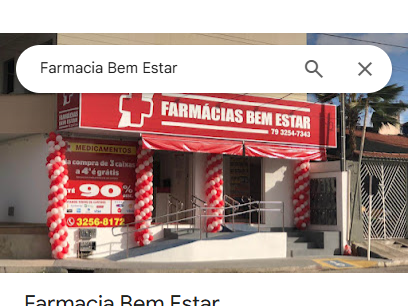 Farmacia Bem Estar
FARMÁCIAS BEM ESTAR
79 3254-7343
MEDICAMENTOS
na compra de 3 caixas
a 4ª é grátis
ATÉ 90%
3256-8172
Farmacia Bem Estar